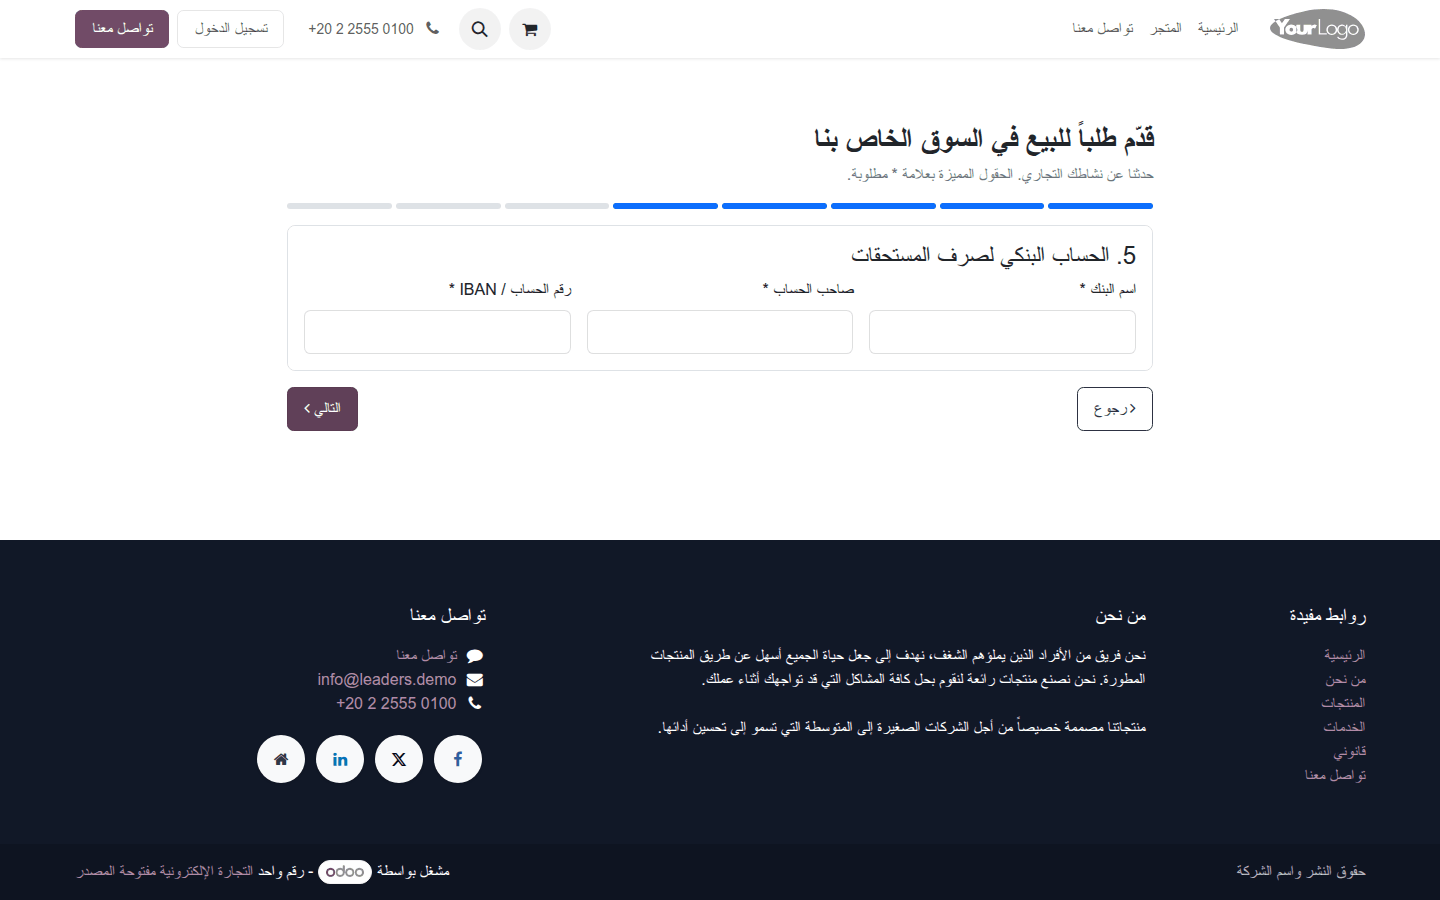 YourLogo
الرئيسية
المتجر
تواصل معنا
+20 2 2555 0100
تسجيل الدخول
تواصل معنا
قدّم طلباً للبيع في السوق الخاص بنا
حدثنا عن نشاطك التجاري. الحقول المميزة بعلامة * مطلوبة.
5. الحساب البنكي لصرف المستحقات
اسم البنك *
صاحب الحساب *
رقم الحساب / IBAN *
رجوع
التالي
روابط مفيدة
الرئيسية
من نحن
المنتجات
الخدمات
قانوني
تواصل معنا
من نحن
نحن فريق من الأفراد الذين يملؤهم الشغف، نهدف إلى جعل حياة الجميع أسهل عن طريق المنتجات
المطورة. نحن نصنع منتجات رائعة لنقوم بحل كافة المشاكل التي قد تواجهك أثناء عملك.
منتجاتنا مصممة خصيصاً من أجل الشركات الصغيرة إلى المتوسطة التي تسمو إلى تحسين أدائها.
تواصل معنا
تواصل معنا
info@leaders.demo
+20 2 2555 0100
حقوق النشر واسم الشركة
مشغل بواسطة odoo - رقم واحد التجارة الإلكترونية مفتوحة المصدر